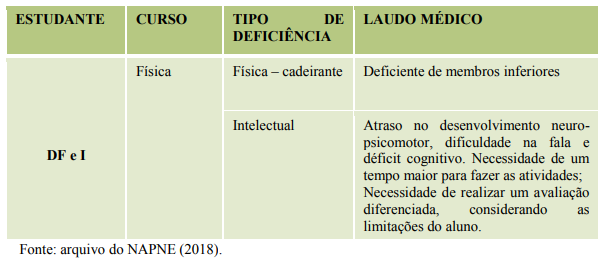 ESTUDANTE CURSO TIPO DE DEFICIÊNCIA LAUDO MÉDICO
DF e I
Física
Física – cadeirante Deficiente de membros inferiores
Intelectual Atraso no desenvolvimento neuro-
psicomotor, dificuldade na fala e
déficit cognitivo. Necessidade de um
tempo maior para fazer as atividades;
Necessidade de realizar um avaliação
diferenciada, considerando as
limitações do aluno.
Fonte: arquivo do NAPNE (2018).